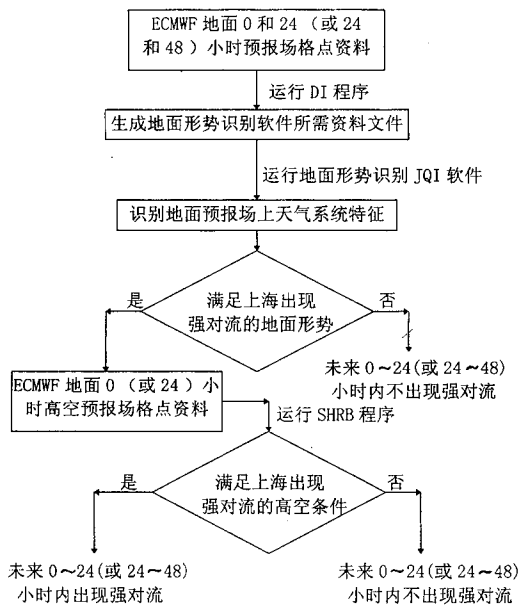 ECMWF 地面 0 和 24 (或 24
和 48 ) 小时预报场格点资料
运行 DI 程序
生成地面形势识别软件所需资料文件
运行地面形势识别 JQI 软件
识别地面预报场上天气系统特征
是
满足上海出现
强对流的地面形势
否
未来 0～24(或 24～48)
小时内不出现强对流
ECMWF 地面 0 (或 24 ) 小
时高空预报场格点资料
运行 SHRB 程序
是
满足上海出现
强对流的高空条件
否
未来 0～24(或 24～48)
小时内出现强对流
未来 0～24(或 24～48)
小时内不出现强对流